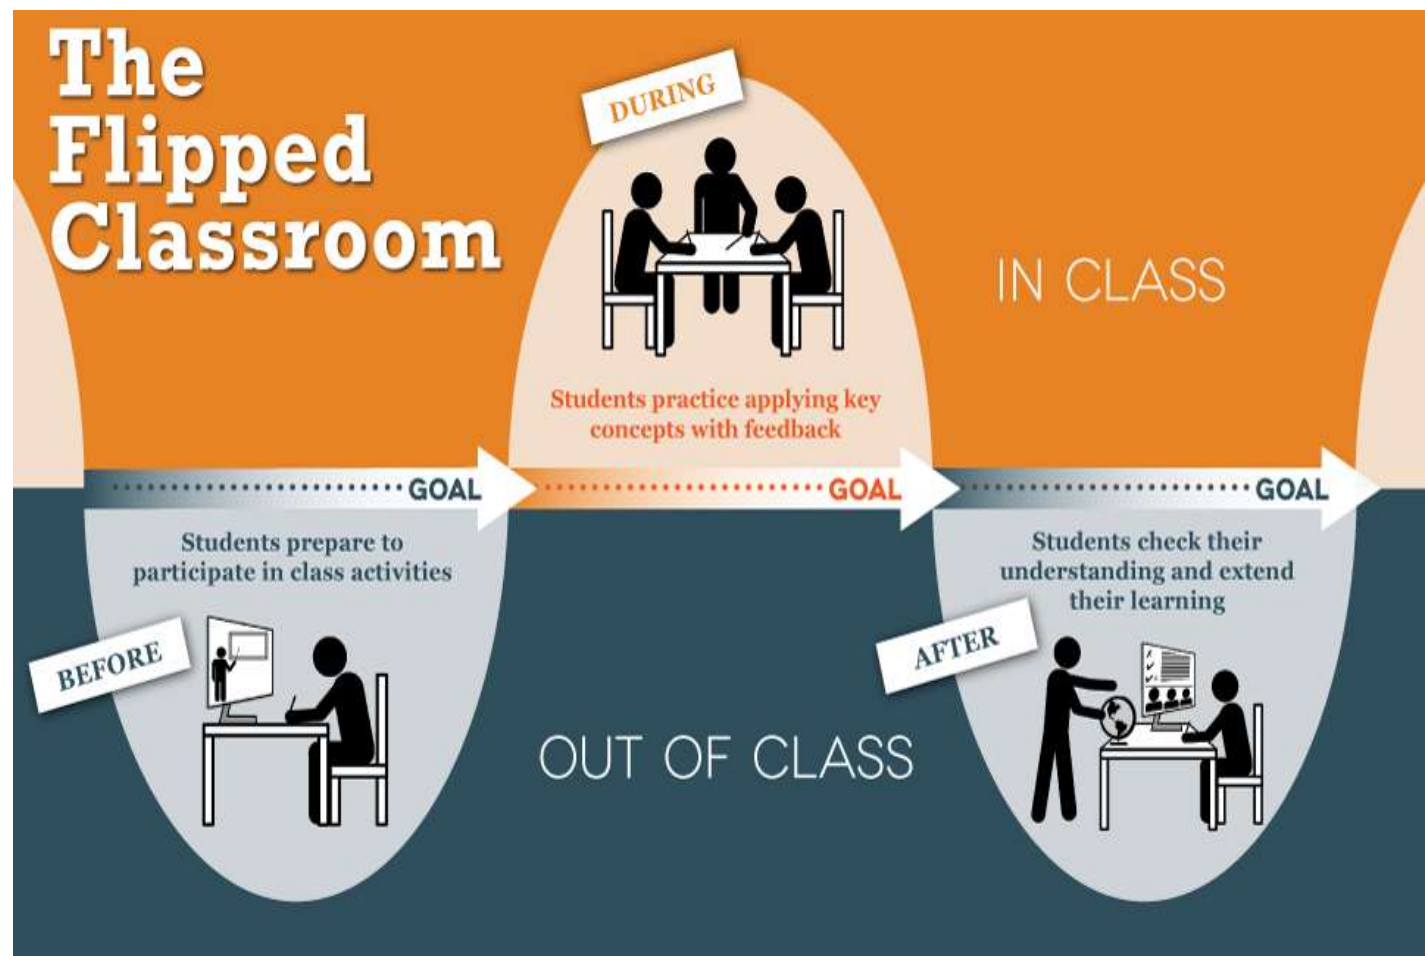 The
Flipped
Classroom
DURING
IN CLASS
Students practice applying key
concepts with feedback
GOAL
GOAL
GOAL
Students prepare to
participate in class activities
BEFORE
OUT OF CLASS
Students check their
understanding and extend
their learning
AFTER